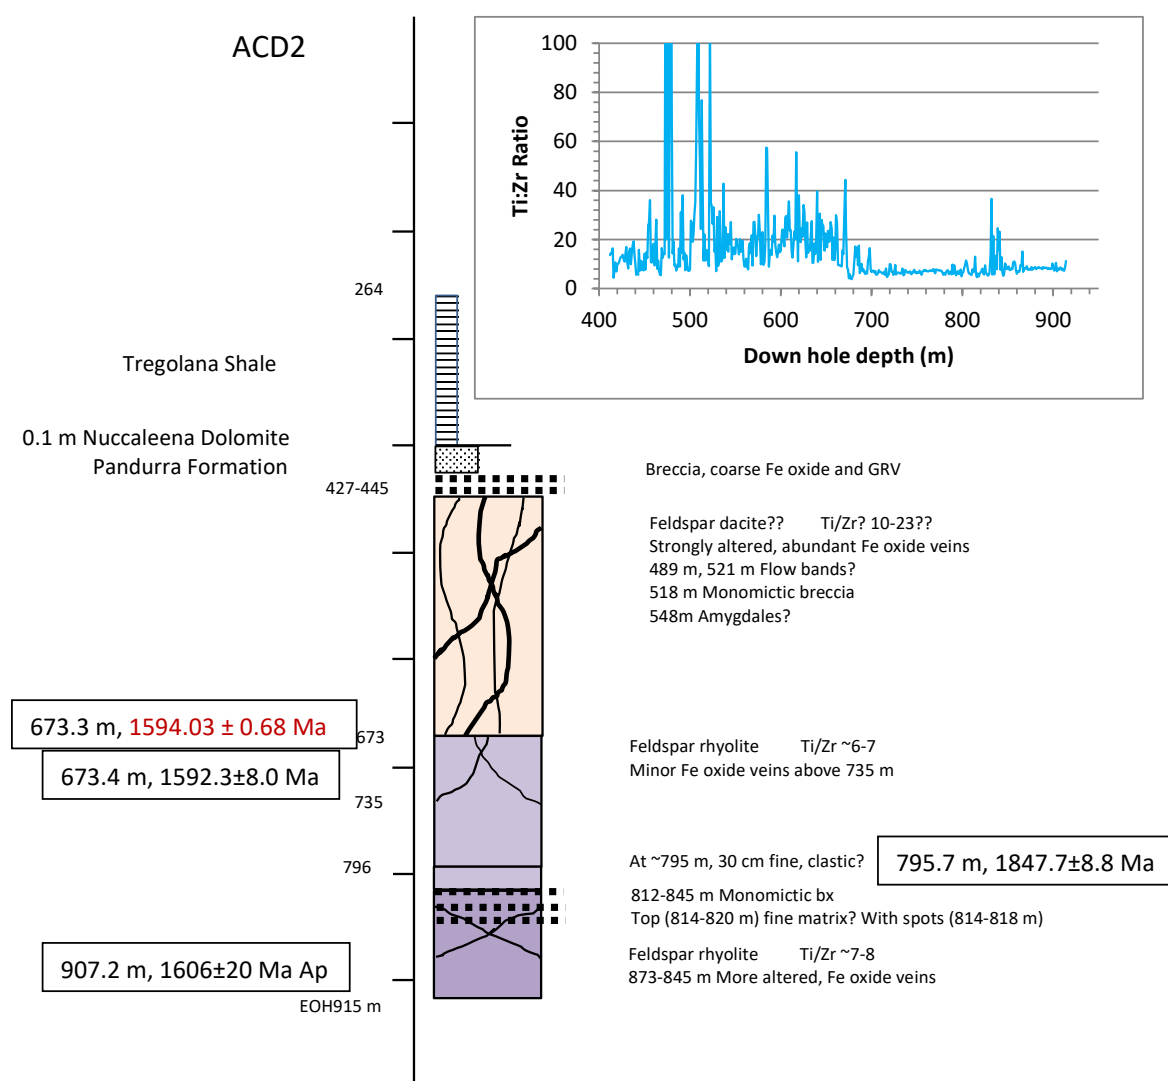 ACD2
100
80
60
40
20
0
Ti:Zr Ratio
400 500 600 700 800 900
Down hole depth (m)
264
Tregolana Shale
0.1 m Nuccaleena Dolomite
Pandurra Formation
427-445
Breccia, coarse Fe oxide and GRV
Feldspar dacite?? Ti/Zr? 10-23??
Strongly altered, abundant Fe oxide veins
489 m, 521 m Flow bands?
518 m Monomictic breccia
548m Amygdales?
673.3 m, 1594.03 ± 0.68 Ma
673
673.4 m, 1592.3±8.0 Ma
Feldspar rhyolite Ti/Zr ~6-7
Minor Fe oxide veins above 735 m
735
796
At ~795 m, 30 cm fine, clastic?
795.7 m, 1847.7±8.8 Ma
812-845 m Monomictic bx
Top (814-820 m) fine matrix? With spots (814-818 m)
907.2 m, 1606±20 Ma Ap
Feldspar rhyolite Ti/Zr ~7-8
873-845 m More altered, Fe oxide veins
EOH915 m